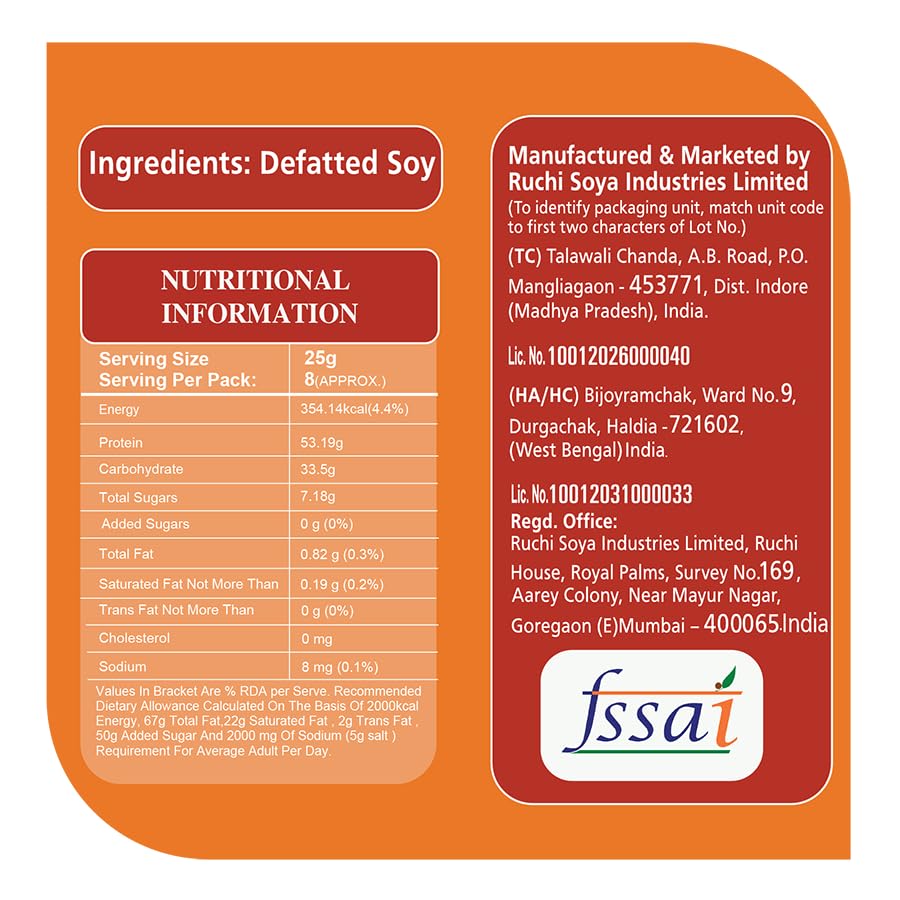 Ingredients: Defatted Soy
NUTRITIONAL
INFORMATION
Serving Size 25g
Serving Per Pack: 8(APPROX.)
Energy 354.14kcal(4.4%)
Protein 53.19g
Carbohydrate 33.5g
Total Sugars 7.18g
Added Sugars 0 g (0%)
Total Fat 0.82 g (0.3%)
Saturated Fat Not More Than 0.19 g (0.2%)
Trans Fat Not More Than 0 g (0%)
Cholesterol 0 mg
Sodium 8 mg (0.1%)
Values In Bracket Are % RDA per Serve. Recommended
Dietary Allowance Calculated On The Basis Of 2000kcal
Energy, 67g Total Fat,22g Saturated Fat , 2g Trans Fat ,
50g Added Sugar And 2000 mg Of Sodium (5g salt )
Requirement For Average Adult Per Day.
Manufactured & Marketed by
Ruchi Soya Industries Limited
(To identify packaging unit, match unit code
to first two characters of Lot No.)
(TC) Talawali Chanda, A.B. Road, P.O.
Mangliagaon - 453771, Dist. Indore
(Madhya Pradesh), India.
Lic. No. 10012026000040
(HA/HC) Bijoyramchak, Ward No.9,
Durgachak, Haldia -721602,
(West Bengal)India.
Lic. No.10012031000033
Regd. Office:
Ruchi Soya Industries Limited, Ruchi
House, Royal Palms, Survey No.169,
Aarey Colony, Near Mayur Nagar,
Goregaon (E)Mumbai – 400065.India
fssai